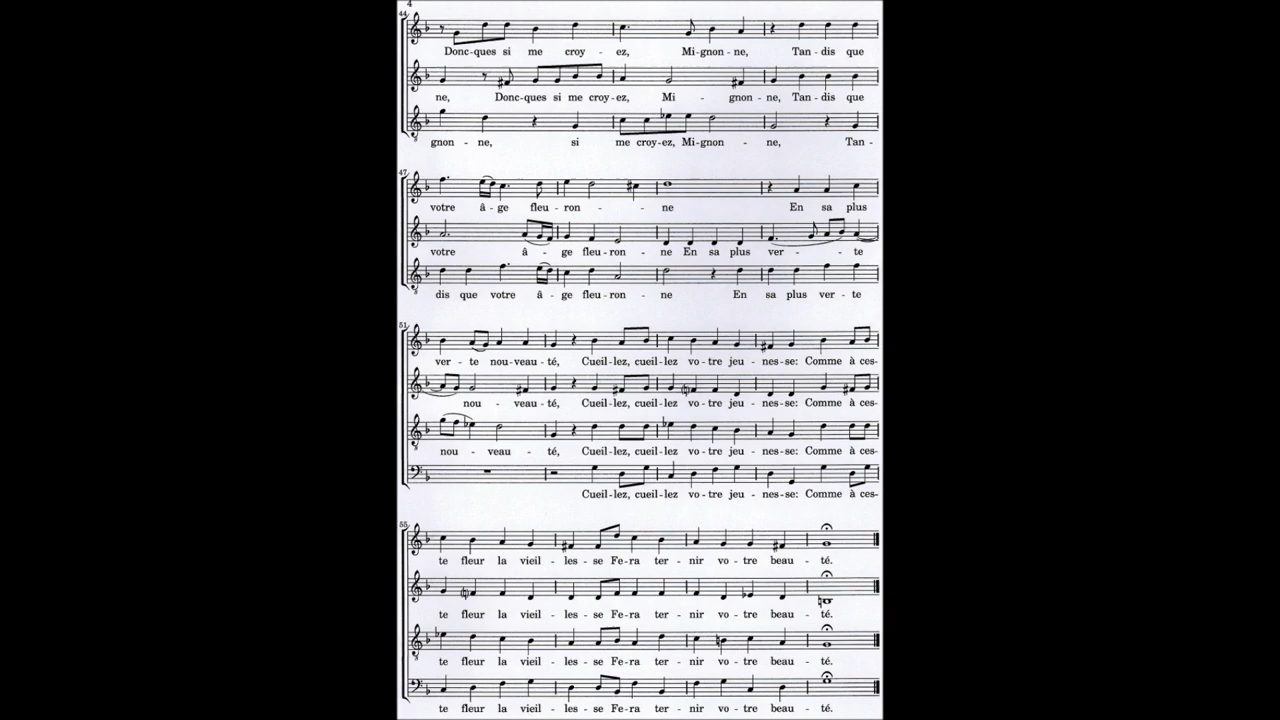 4
44
Donc-ques si me croy - ez, Mi-gnon-ne, Tan-dis que
ne, Donc-ques si me croy-ez, Mi - gnon - ne, Tan-dis que
gnon - ne, si me croy-ez, Mi-gnon - ne, Tan -
47
votre â-ge fleu-ron - - ne En sa plus
votre â - ge fleu-ron - ne En sa plus ver - - te
dis que votre â - ge fleu-ron - ne En sa plus ver-te
51
ver - te nou-veau-té, Cueil-lez, cueil-lez vo-tre jeu - nes-se: Comme à ces-
nou - veau-té, Cueil-lez, cueil-lez vo-tre jeu - nes-se: Comme à ces-
nou - veau - té, Cueil-lez, cueil-lez vo-tre jeu - nes-se: Comme à ces-
Cueil-lez, cueil-lez vo-tre jeu - nes-se: Comme à ces-
55
te fleur la vieil - les-se Fe-ra ter - nir vo - tre beau - té.
te fleur la vieil - les-se Fe-ra ter - nir vo - tre beau - té.
te fleur la vieil - les-se Fe-ra ter - nir vo - tre beau - té.
te fleur la vieil - les-se Fe-ra ter - nir vo - tre beau - té.